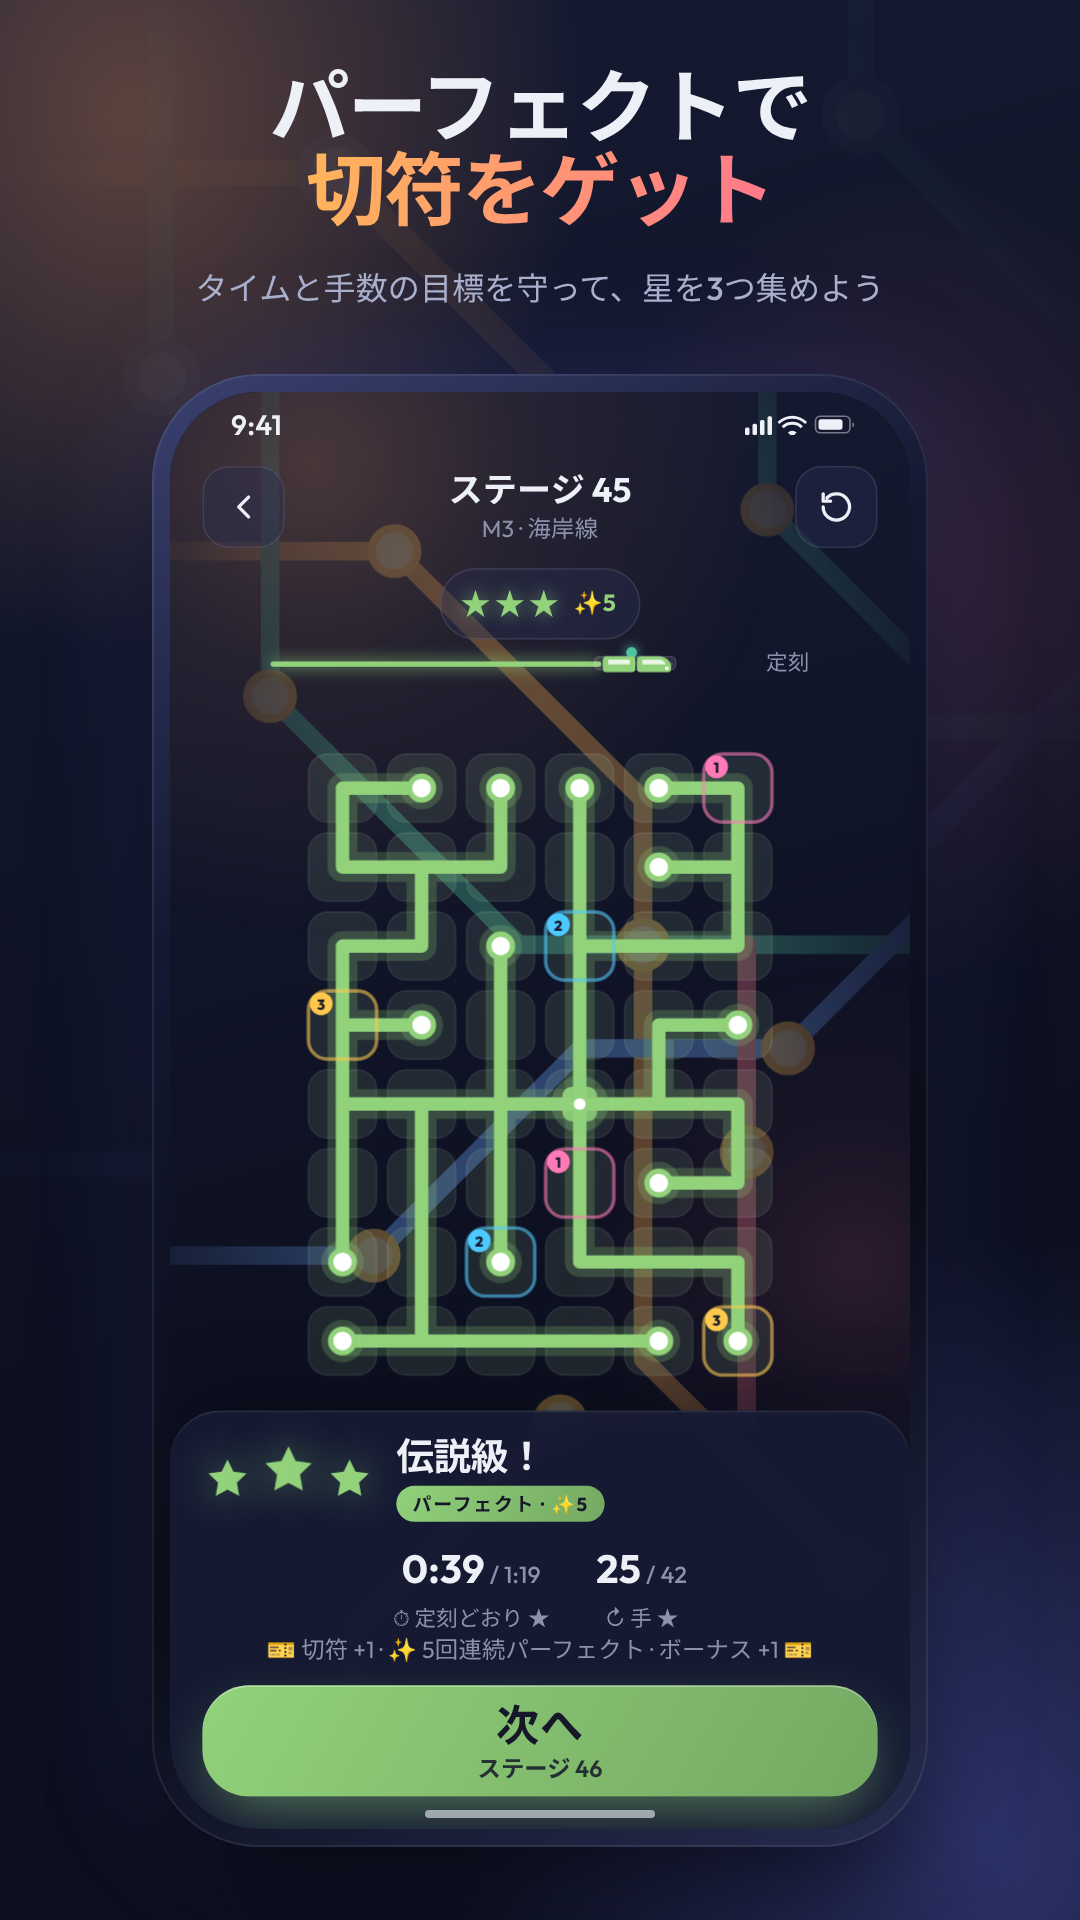 パーフェクトで
切符をゲット
タイムと手数の目標を守って、星を3つ集めよう
9:41
ステージ 45
M3・海岸線
★★★ ✨5
定刻
1
2
3
1
2
3
伝説級！
パーフェクト・✨5
0:39 / 1:19
25 / 42
⏱ 定刻どおり ★
↻ 手 ★
🎫 切符 +1・✨ 5回連続パーフェクト・ボーナス +1 🎫
次へ
ステージ 46